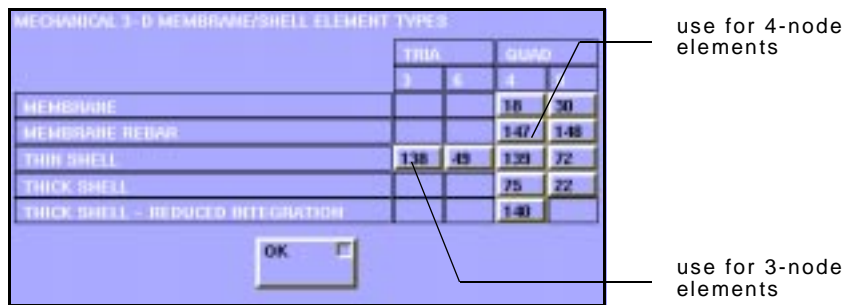 MECHANICAL 3-D MEMBRANE/SHELL ELEMENT TYPES
use for 4-node
elements
TRIA QUAD
3 6 4 8
MEMBRANE 18 30
MEMBRANE REBAR 147 148
THIN SHELL 138 49 139 72
THICK SHELL 75 22
THICK SHELL - REDUCED INTEGRATION 140
OK
use for 3-node
elements